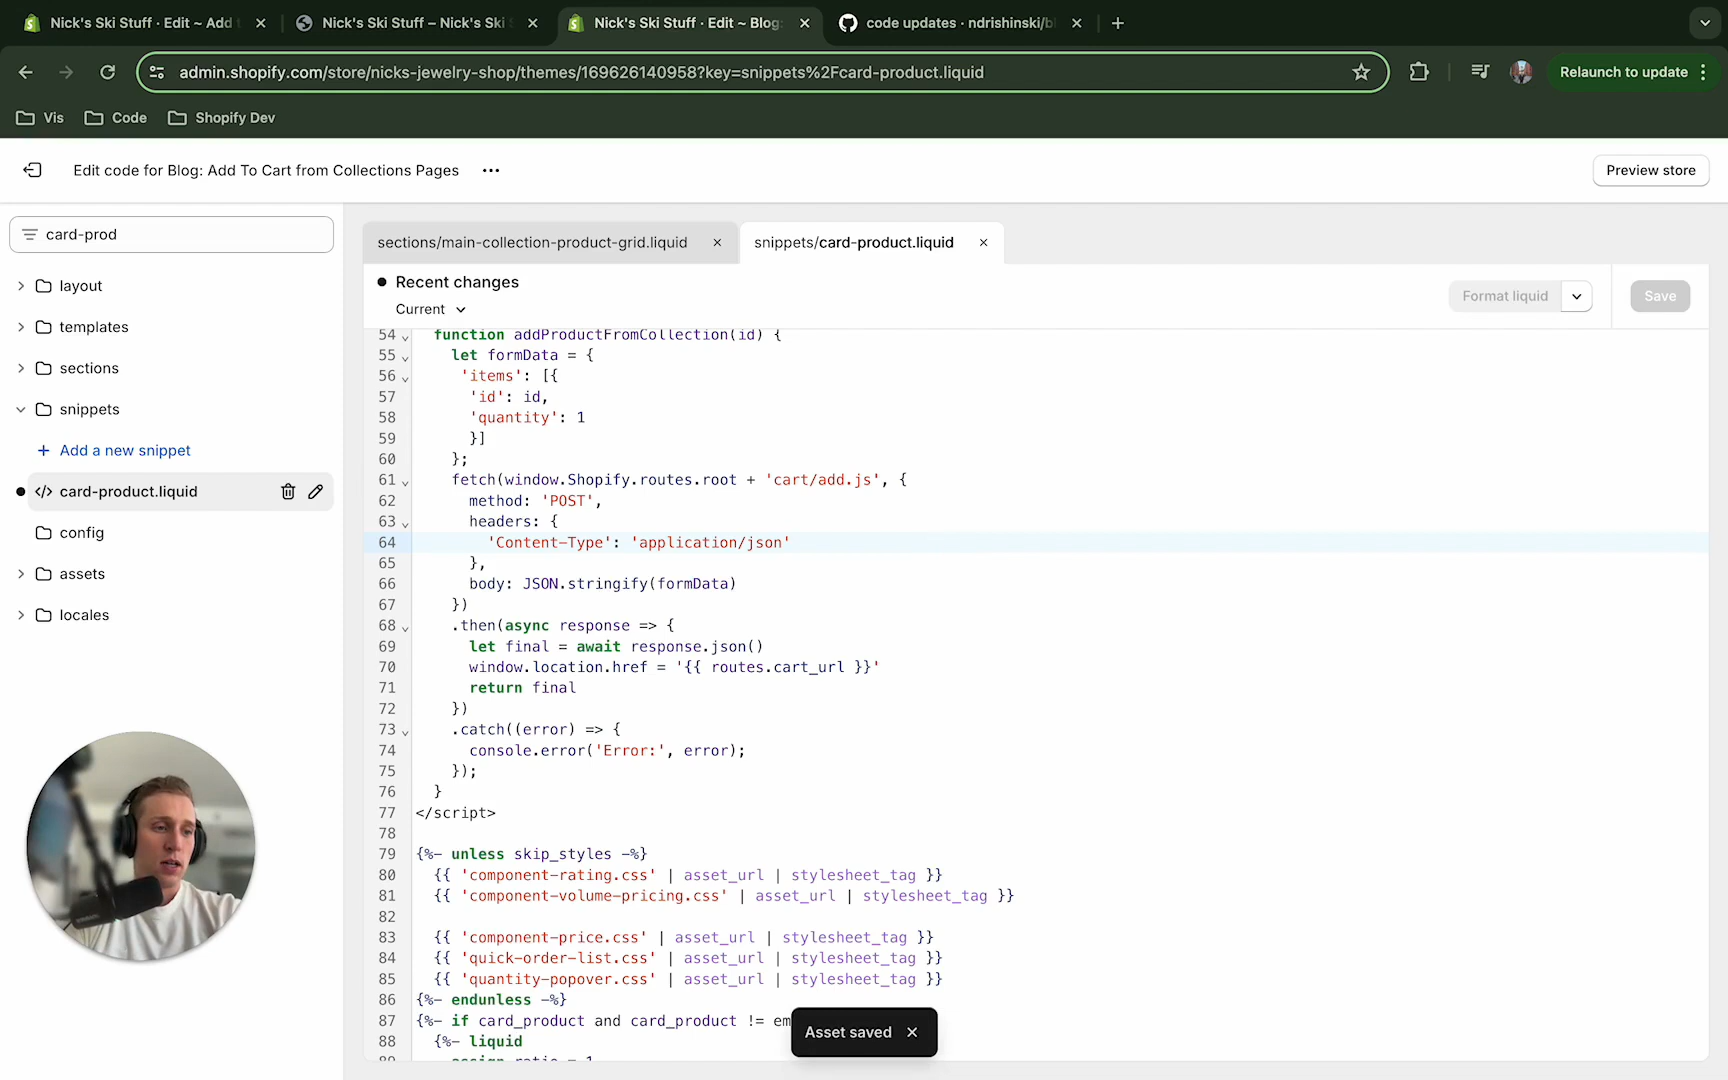 Nick's Ski Stuff · Edit ~ Add
Nick's Ski Stuff – Nick's Ski
Nick's Ski Stuff · Edit ~ Blog:
code updates · ndrishinski/bl
admin.shopify.com/store/nicks-jewelry-shop/themes/169626140958?key=snippets%2Fcard-product.liquid
Relaunch to update
Vis
Code
Shopify Dev
Edit code for Blog: Add To Cart from Collections Pages
Preview store
card-prod
layout
templates
sections
snippets
+ Add a new snippet
card-product.liquid
config
assets
locales
sections/main-collection-product-grid.liquid
snippets/card-product.liquid
Recent changes
Current
Format liquid
Save
54 function addProductFromCollection(id) {
55 let formData = {
56 'items': [{
57 'id': id,
58 'quantity': 1
59 }]
60 };
61 fetch(window.Shopify.routes.root + 'cart/add.js', {
62 method: 'POST',
63 headers: {
64 'Content-Type': 'application/json'
65 },
66 body: JSON.stringify(formData)
67 })
68 .then(async response => {
69 let final = await response.json()
70 window.location.href = '{{ routes.cart_url }}'
71 return final
72 })
73 .catch((error) => {
74 console.error('Error:', error);
75 });
76 }
77 </script>
78
79 {%- unless skip_styles -%}
80 {{ 'component-rating.css' | asset_url | stylesheet_tag }}
81 {{ 'component-volume-pricing.css' | asset_url | stylesheet_tag }}
82
83 {{ 'component-price.css' | asset_url | stylesheet_tag }}
84 {{ 'quick-order-list.css' | asset_url | stylesheet_tag }}
85 {{ 'quantity-popover.css' | asset_url | stylesheet_tag }}
86 {%- endunless -%}
87 {%- if card_product and card_product != em
88 {%- liquid
89 assign ratio = 1
Asset saved